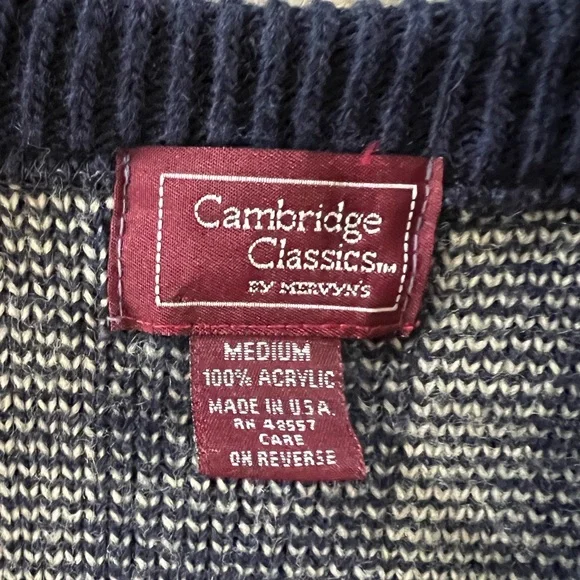 Cambridge
Classics™
BY MERVYN'S
MEDIUM
100% ACRYLIC
MADE IN U.S.A.
RN 48557
CARE
ON REVERSE